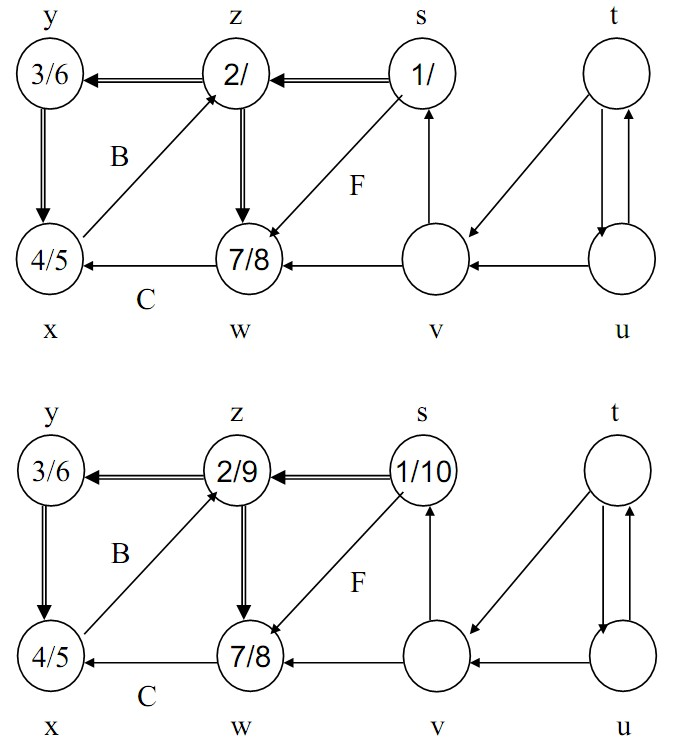 y z s t
3/6 2/ 1/
B
F
4/5 7/8
C
x w v u
y z s t
3/6 2/9 1/10
B
F
4/5 7/8
C
x w v u